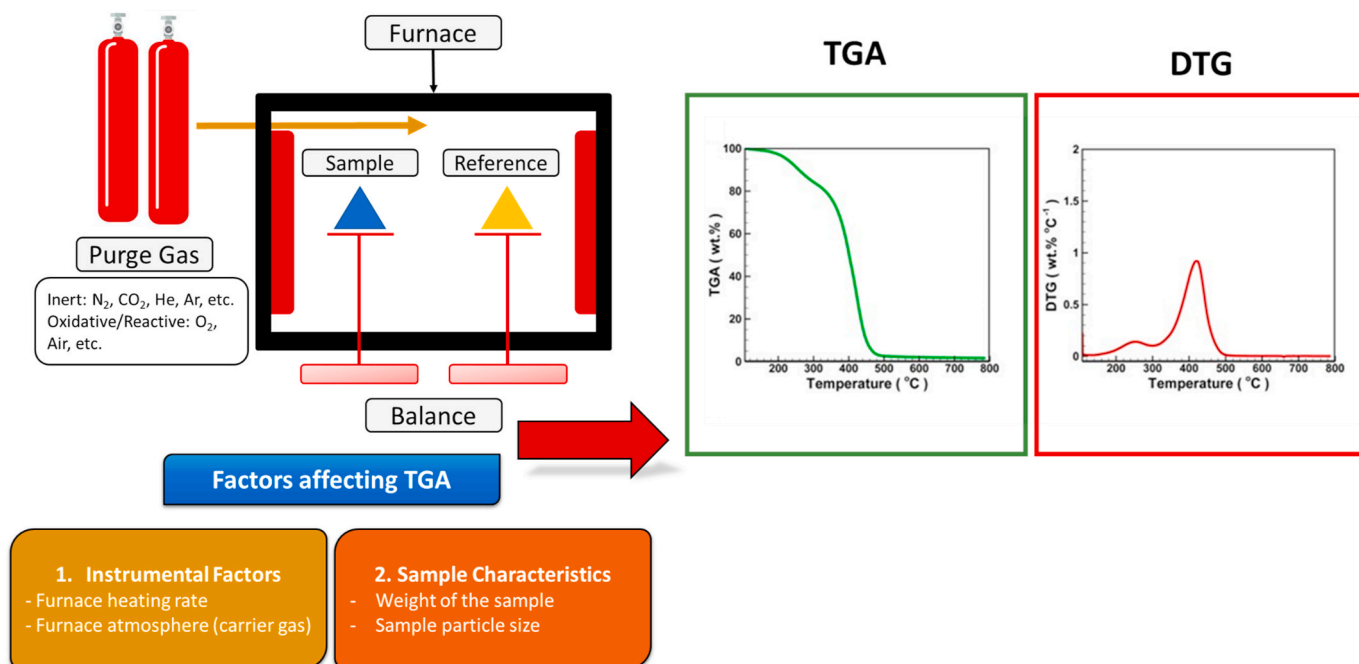 Furnace
Sample
Reference
Purge Gas
Inert: N₂, CO₂, He, Ar, etc.
Oxidative/Reactive: O₂,
Air, etc.
Balance
Factors affecting TGA
1. Instrumental Factors
- Furnace heating rate
- Furnace atmosphere (carrier gas)
2. Sample Characteristics
- Weight of the sample
- Sample particle size
TGA
TGA ( wt.% )
100
80
60
40
20
0
100 200 300 400 500 600 700 800
Temperature ( °C )
DTG
DTG ( wt.% °C⁻¹ )
2
1.5
1
0.5
0
200 300 400 500 600 700 800
Temperature ( °C )